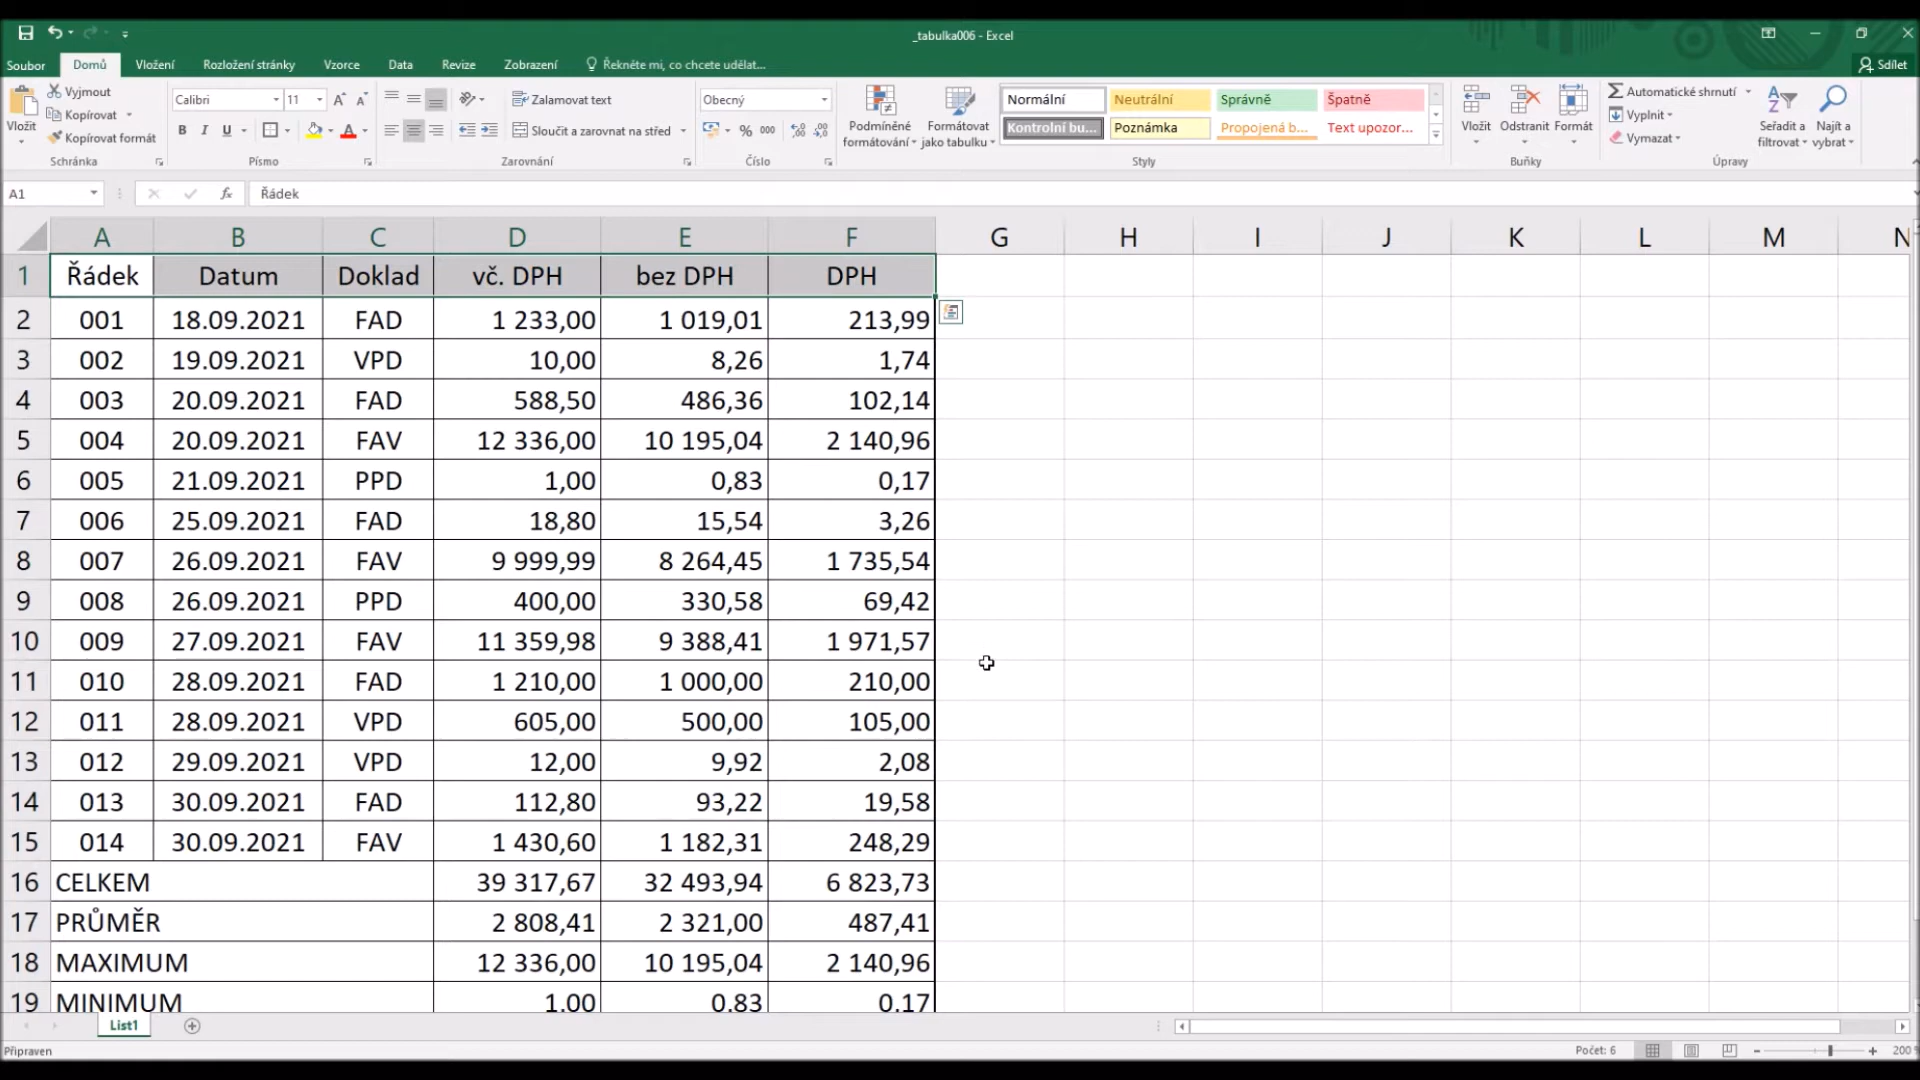 _tabulka006 - Excel
Soubor Domů Vložení Rozložení stránky Vzorce Data Revize Zobrazení Řekněte mi, co chcete udělat... Sdílet
Vložit
Vyjmout
Kopírovat
Kopírovat formát
Schránka
Calibri 11
B I U
Písmo
Zalamovat text
Sloučit a zarovnat na střed
Zarovnání
Obecný
% 000
Číslo
Podmíněné formátování
Formátovat jako tabulku
Normální Neutrální Správně Špatně
Kontrolní bu... Poznámka Propojená b... Text upozor...
Styly
Vložit Odstranit Formát
Buňky
Automatické shrnutí
Vyplnit
Vymazat
Seřadit a filtrovat
Najít a vybrat
Úpravy
A1 fx Řádek
A B C D E F G H I J K L M N
1 Řádek Datum Doklad vč. DPH bez DPH DPH
2 001 18.09.2021 FAD 1 233,00 1 019,01 213,99
3 002 19.09.2021 VPD 10,00 8,26 1,74
4 003 20.09.2021 FAD 588,50 486,36 102,14
5 004 20.09.2021 FAV 12 336,00 10 195,04 2 140,96
6 005 21.09.2021 PPD 1,00 0,83 0,17
7 006 25.09.2021 FAD 18,80 15,54 3,26
8 007 26.09.2021 FAV 9 999,99 8 264,45 1 735,54
9 008 26.09.2021 PPD 400,00 330,58 69,42
10 009 27.09.2021 FAV 11 359,98 9 388,41 1 971,57
11 010 28.09.2021 FAD 1 210,00 1 000,00 210,00
12 011 28.09.2021 VPD 605,00 500,00 105,00
13 012 29.09.2021 VPD 12,00 9,92 2,08
14 013 30.09.2021 FAD 112,80 93,22 19,58
15 014 30.09.2021 FAV 1 430,60 1 182,31 248,29
16 CELKEM 39 317,67 32 493,94 6 823,73
17 PRŮMĚR 2 808,41 2 321,00 487,41
18 MAXIMUM 12 336,00 10 195,04 2 140,96
19 MINIMUM 1,00 0,83 0,17
List1
Připraven Počet: 6 200